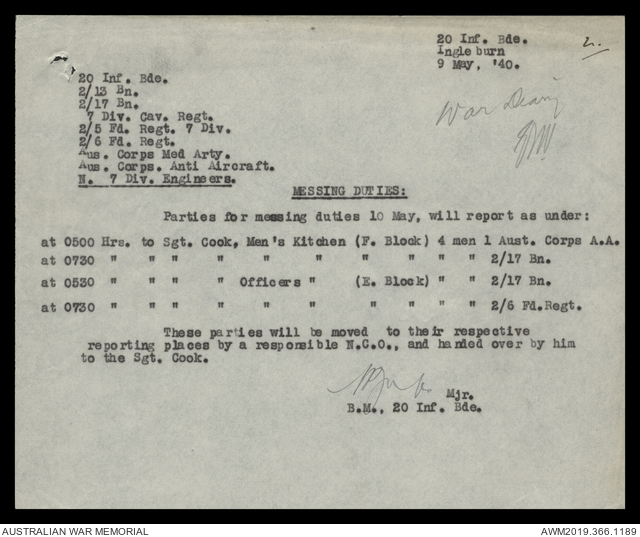 20 Inf. Bde.
Ingleburn
9 May, '40.
2.
War Diary
20 Inf. Bde.
2/13 Bn.
2/17 Bn.
7 Div. Cav. Regt.
2/5 Fd. Regt. 7 Div.
2/6 Fd. Regt.
Aus. Corps Med Arty.
Aus. Corps. Anti Aircraft.
N. 7 Div. Engineers.
MESSING DUTIES:
Parties for messing duties 10 May, will report as under:
at 0500 Hrs. to Sgt. Cook, Men's Kitchen (F. Block) 4 men 1 Aust. Corps A.A.
at 0730 " " " " " " " " " " 2/17 Bn.
at 0530 " " " " Officers " (E. Block) " " 2/17 Bn.
at 0730 " " " " " " " " " " 2/6 Fd.Regt.
These parties will be moved to their respective
reporting places by a responsible N.C.O., and handed over by him
to the Sgt. Cook.
Mjr.
B.M., 20 Inf. Bde.
AUSTRALIAN WAR MEMORIAL
AWM2019.366.1189